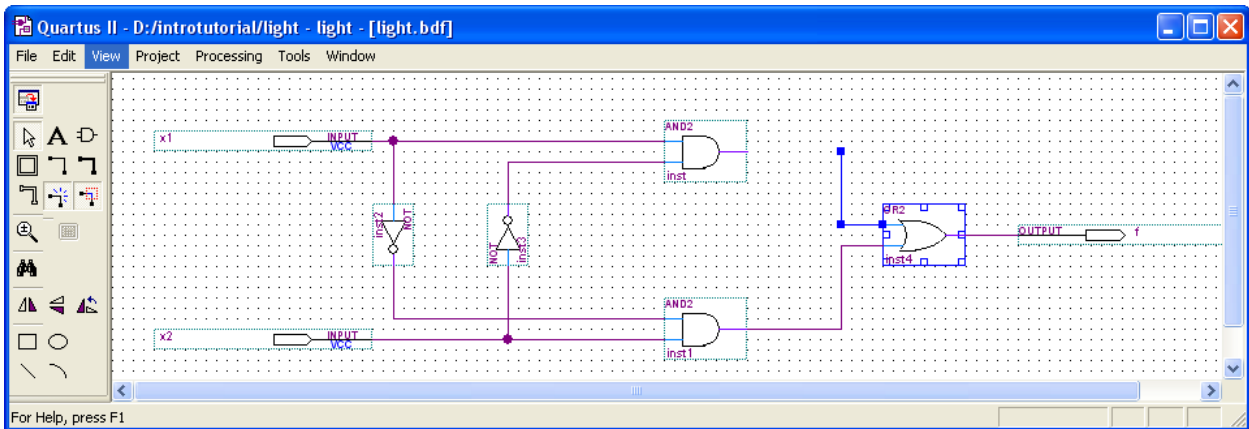 Quartus II - D:/introtutorial/light - light - [light.bdf]
File Edit View Project Processing Tools Window
A
x1
INPUT
VCC
AND2
inst
inst2
NOT
NOT
inst3
OR2
inst4
OUTPUT
f
AND2
inst1
x2
INPUT
VCC
For Help, press F1